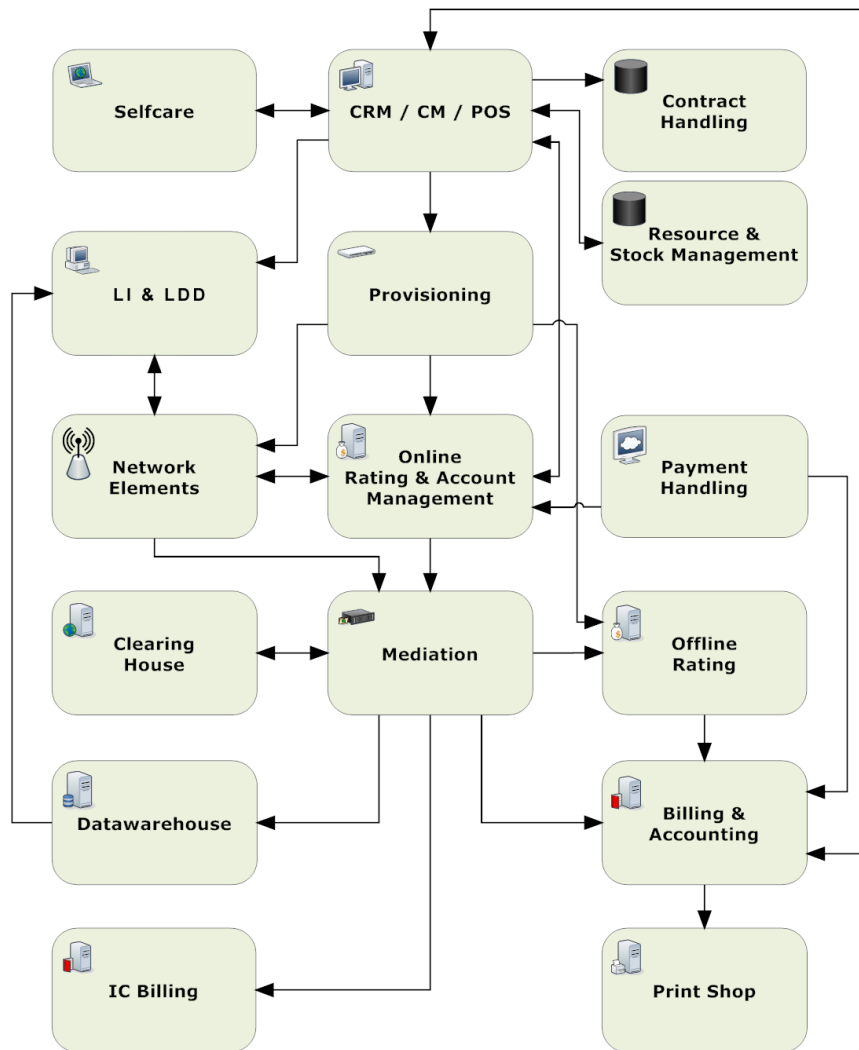 Selfcare
CRM / CM / POS
Contract
Handling
Resource &
Stock Management
LI & LDD
Provisioning
Network
Elements
Online
Rating & Account
Management
Payment
Handling
Clearing
House
Mediation
Offline
Rating
Datawarehouse
Billing &
Accounting
IC Billing
Print Shop